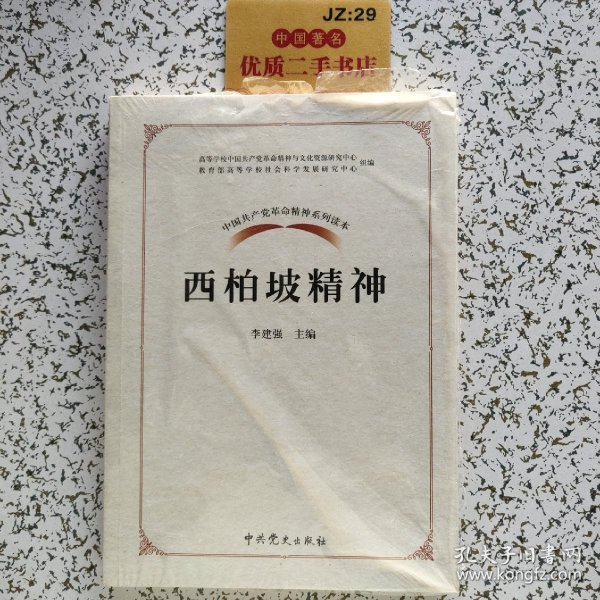 JZ:29
中国著名
优质二手书店
高等学校中国共产党革命精神与文化资源研究中心
教育部高等学校社会科学发展研究中心
组编
中国共产党革命精神系列读本
西柏坡精神
李建强 主编
中共党史出版社
孔夫子旧书网
www.kongfz.com